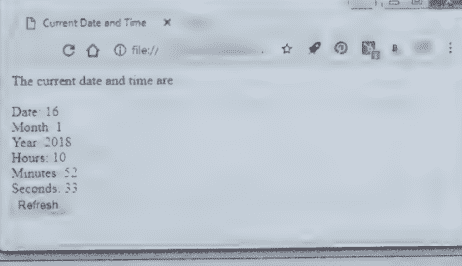 Current Date and Time
file://
The current date and time are
Date: 16
Month: 1
Year: 2018
Hours: 10
Minutes: 52
Seconds: 33
Refresh